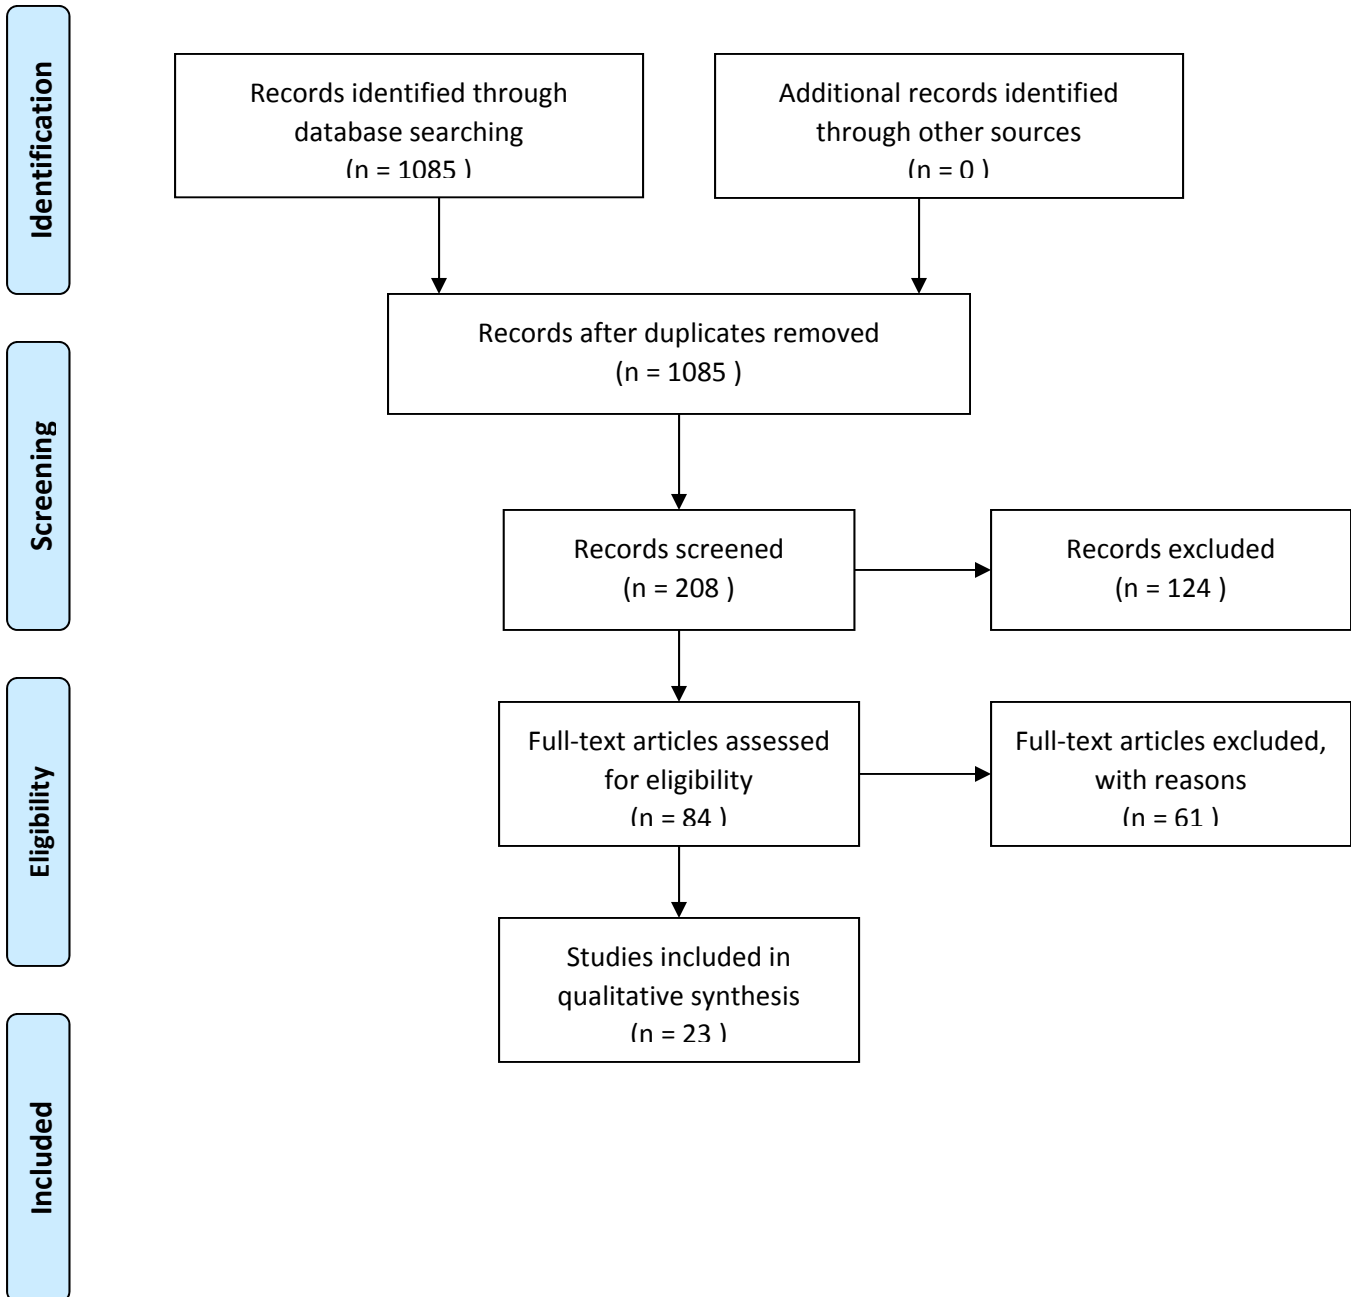 Identification
Records identified through
database searching
(n = 1085 )
Additional records identified
through other sources
(n = 0 )
Records after duplicates removed
(n = 1085 )
Screening
Records screened
(n = 208 )
Records excluded
(n = 124 )
Eligibility
Full-text articles assessed
for eligibility
(n = 84 )
Full-text articles excluded,
with reasons
(n = 61 )
Studies included in
qualitative synthesis
(n = 23 )
Included